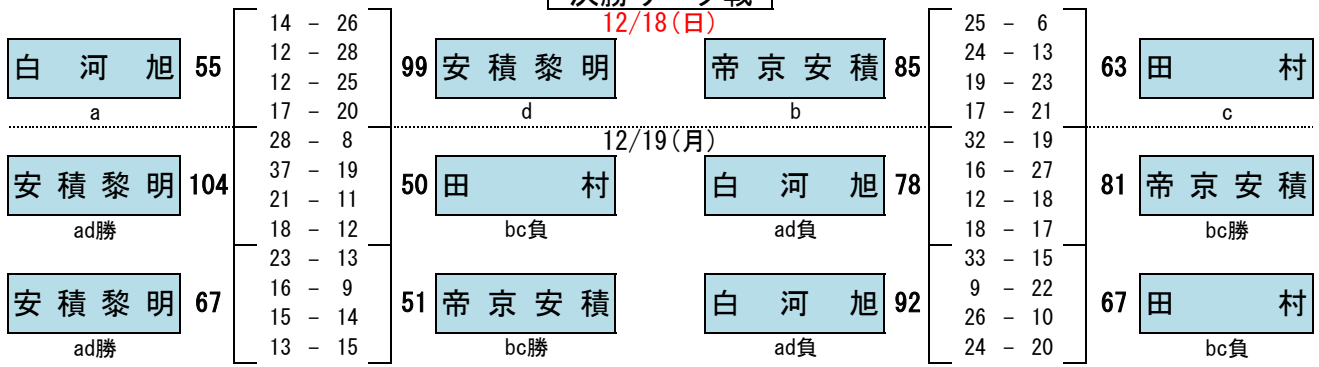 決勝リーグ戦
12/18(日)
14 － 26
白河旭 55 12 － 28 99 安積黎明
12 － 25
a 17 － 20 d
25 － 6
帝京安積 85 24 － 13 63 田村
19 － 23
b 17 － 21 c
12/19(月)
28 － 8
安積黎明 104 37 － 19 50 田村
21 － 11
ad勝 18 － 12 bc負
32 － 19
白河旭 78 16 － 27 81 帝京安積
12 － 18
ad負 18 － 17 bc勝
23 － 13
安積黎明 67 16 － 9 51 帝京安積
15 － 14
ad勝 13 － 15 bc勝
33 － 15
白河旭 92 9 － 22 67 田村
26 － 10
ad負 24 － 20 bc負